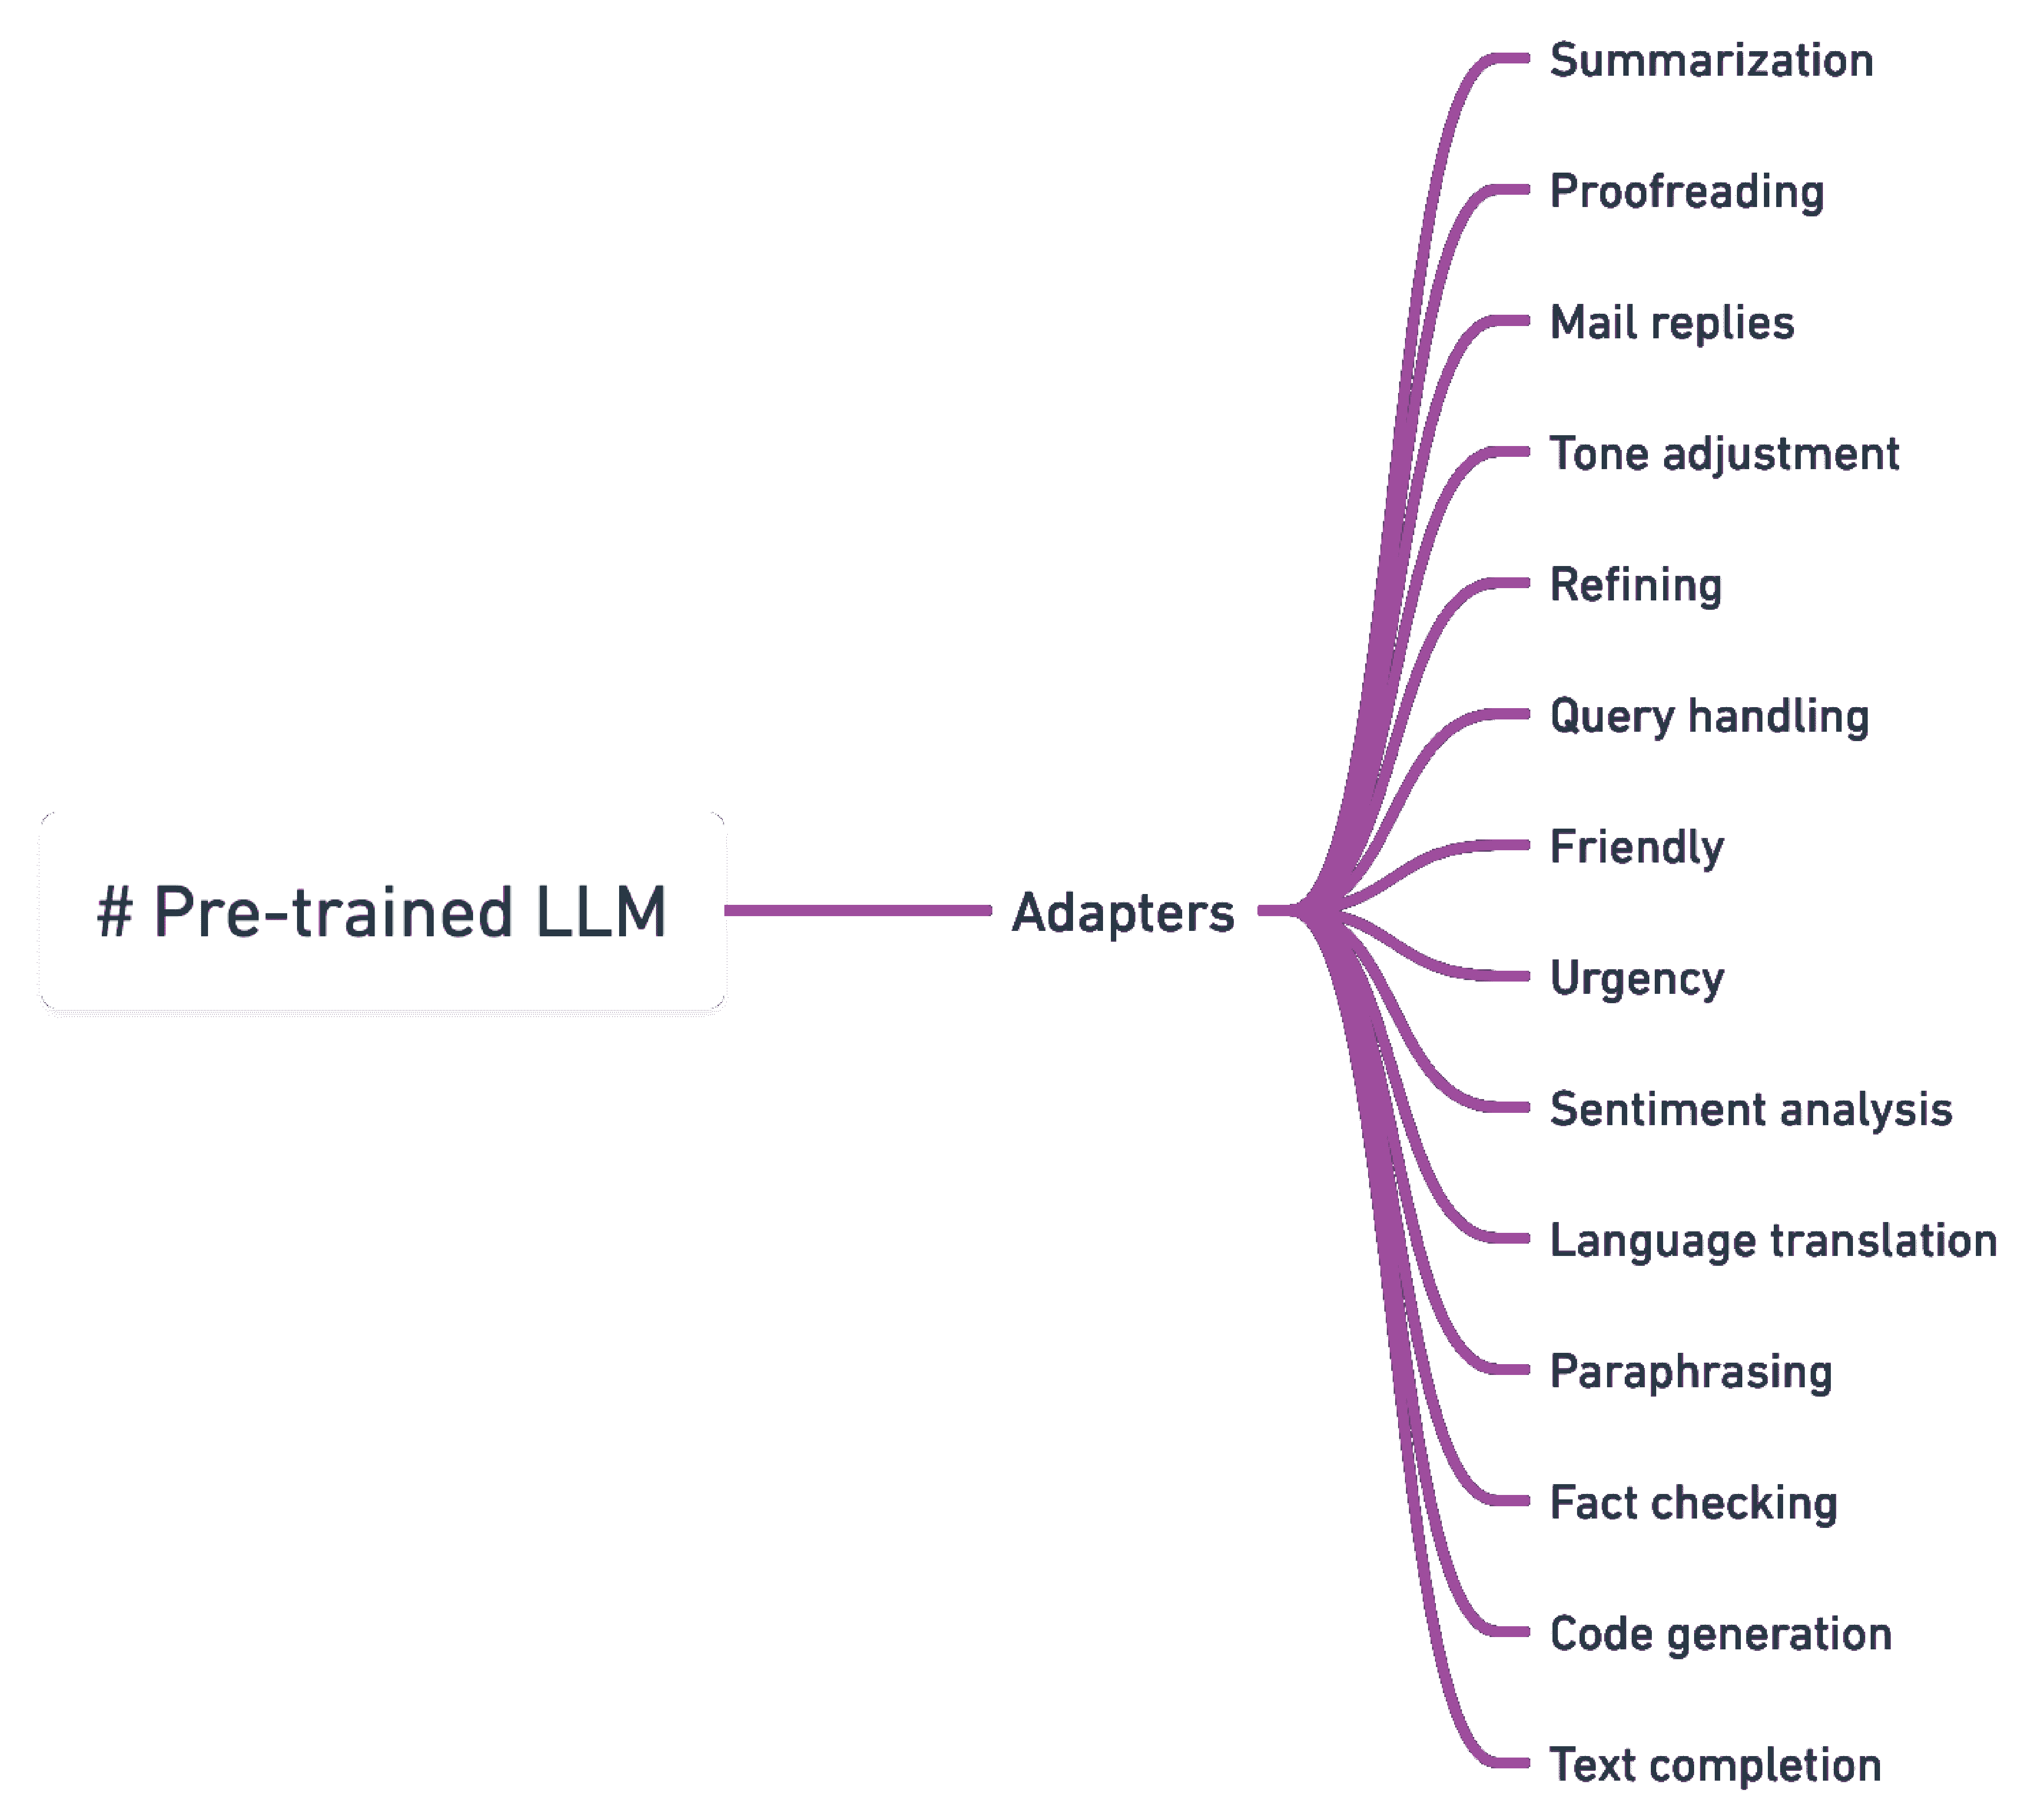 # Pre-trained LLM
Adapters
Summarization
Proofreading
Mail replies
Tone adjustment
Refining
Query handling
Friendly
Urgency
Sentiment analysis
Language translation
Paraphrasing
Fact checking
Code generation
Text completion